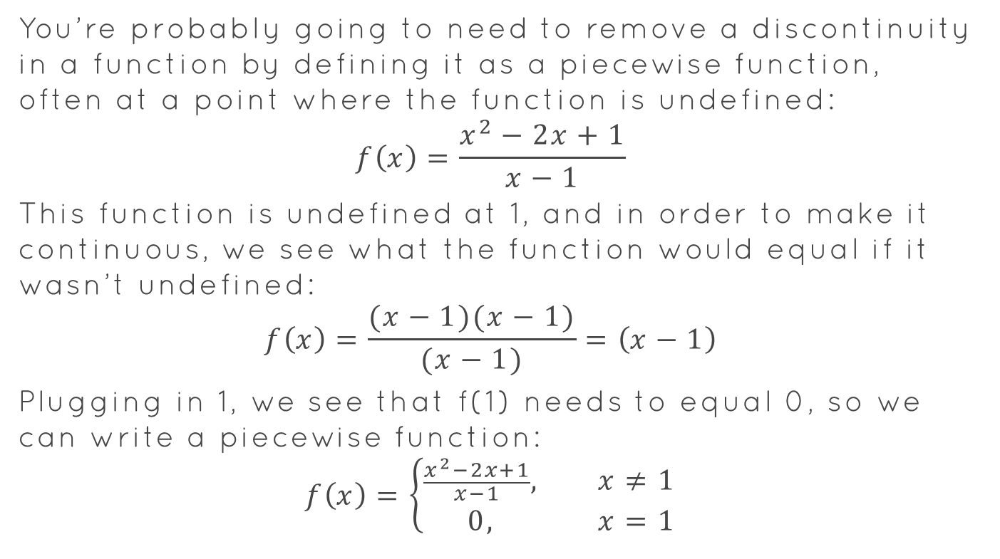 You're probably going to need to remove a discontinuity
in a function by defining it as a piecewise function,
often at a point where the function is undefined:
f(x) = \frac{x^2 - 2x + 1}{x - 1}
This function is undefined at 1, and in order to make it
continuous, we see what the function would equal if it
wasn't undefined:
f(x) = \frac{(x - 1)(x - 1)}{(x - 1)} = (x - 1)
Plugging in 1, we see that f(1) needs to equal 0, so we
can write a piecewise function:
f(x) = \begin{cases} \frac{x^2-2x+1}{x-1}, & x \neq 1 \\ 0, & x = 1 \end{cases}